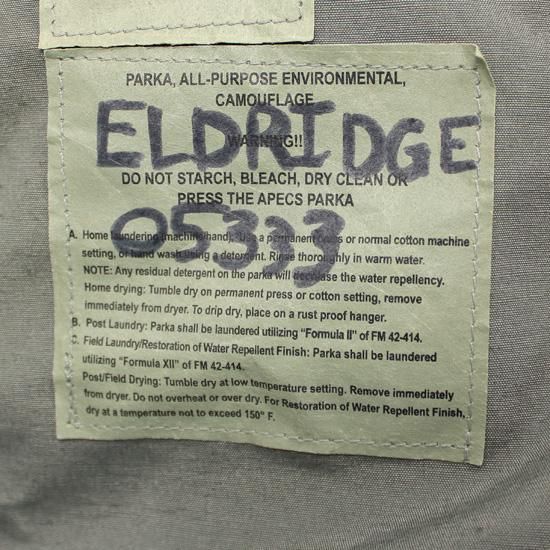 PARKA, ALL-PURPOSE ENVIRONMENTAL,
CAMOUFLAGE
ELDRIDGE
WARNING!!
DO NOT STARCH, BLEACH, DRY CLEAN OR
PRESS THE APECS PARKA
05333
A. Home laundering (machine/hand): Use a permanent press or normal cotton machine
setting, or hand wash using a detergent. Rinse thoroughly in warm water.
NOTE: Any residual detergent on the parka will decrease the water repellency.
Home drying: Tumble dry on permanent press or cotton setting, remove
immediately from dryer. To drip dry, place on a rust proof hanger.
B. Post Laundry: Parka shall be laundered utilizing "Formula II" of FM 42-414.
C. Field Laundry/Restoration of Water Repellent Finish: Parka shall be laundered
utilizing "Formula XII" of FM 42-414.
Post/Field Drying: Tumble dry at low temperature setting. Remove immediately
from dryer. Do not overheat or over dry. For Restoration of Water Repellent Finish,
dry at a temperature not to exceed 150° F.